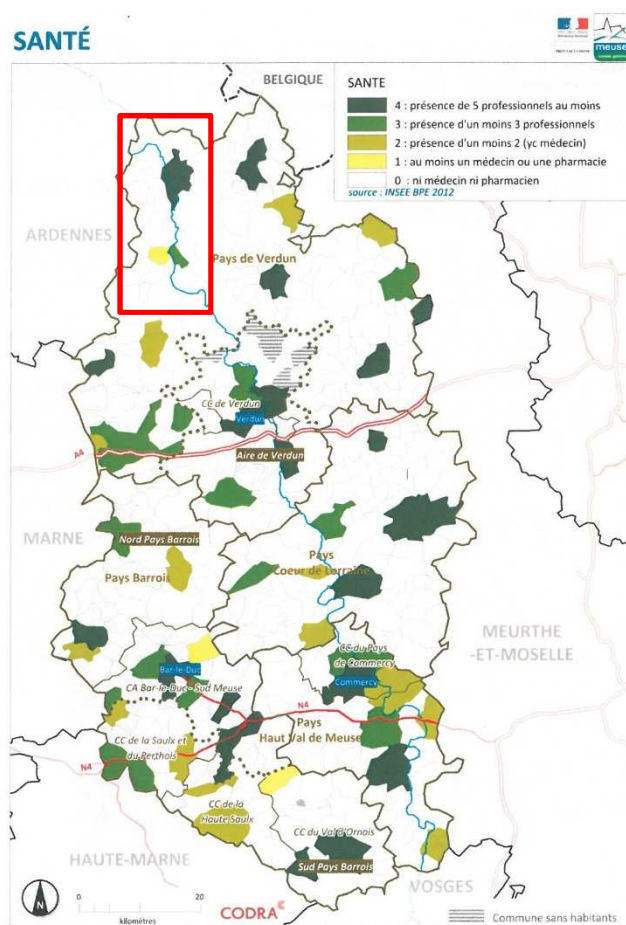 SANTÉ
meuse
BELGIQUE
SANTE
4 : présence de 5 professionnels au moins
3 : présence d'un moins 3 professionnels
2 : présence d'un moins 2 (yc médecin)
1 : au moins un médecin ou une pharmacie
0 : ni médecin ni pharmacien
source : INSEE BPE 2012
ARDENNES
Pays de Verdun
CC de Verdun
Verdun
A4
Aire de Verdun
MARNE
Nord Pays Barrois
Pays
Coeur de Lorraine
Pays Barrois
MEURTHE
-ET-MOSELLE
CC du Pays
de Commercy
Bar-le-Duc
Commercy
CA Bar-le-Duc - Sud Meuse
N4
Pays
Haut Val de Meuse
CC de la Saulx et
du Perthois
N4
CC de la
Haute Saulx
CC du Val d'Ornois
Sud Pays Barrois
HAUTE-MARNE
VOSGES
N
0 20
kilomètres
CODRA
Commune sans habitants